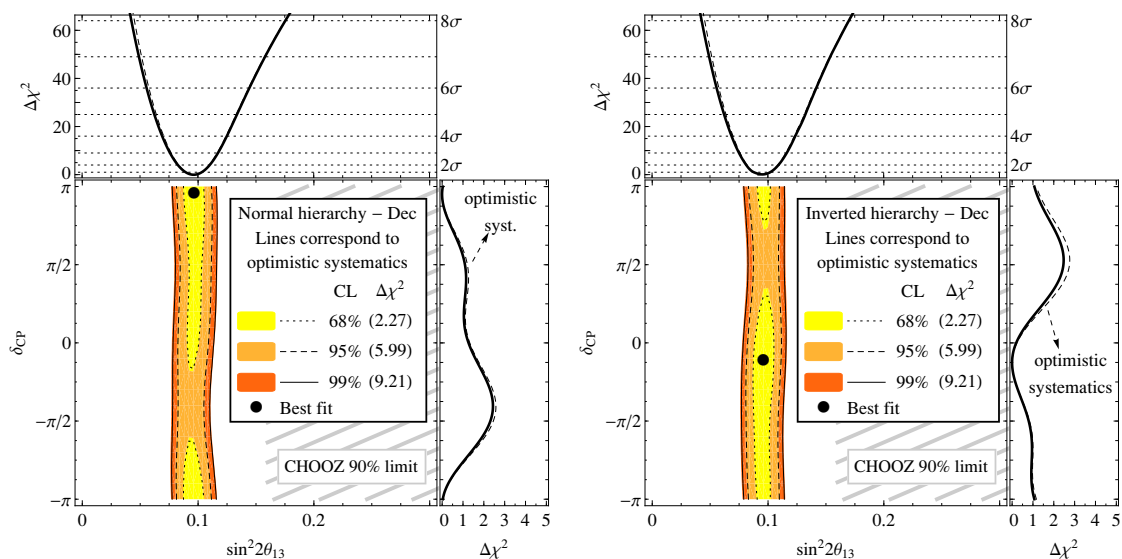 60
40
20
0
Δχ²
8σ
6σ
4σ
2σ
π
π/2
0
−π/2
−π
δCP
Normal hierarchy − Dec
Lines correspond to
optimistic systematics
CL Δχ²
68% (2.27)
95% (5.99)
99% (9.21)
Best fit
CHOOZ 90% limit
optimistic
syst.
0 0.1 0.2
sin²2θ13
0 1 2 3 4 5
Δχ²
60
40
20
0
Δχ²
8σ
6σ
4σ
2σ
π
π/2
0
−π/2
−π
δCP
Inverted hierarchy − Dec
Lines correspond to
optimistic systematics
CL Δχ²
68% (2.27)
95% (5.99)
99% (9.21)
Best fit
CHOOZ 90% limit
optimistic
systematics
0 0.1 0.2
sin²2θ13
0 1 2 3 4 5
Δχ²